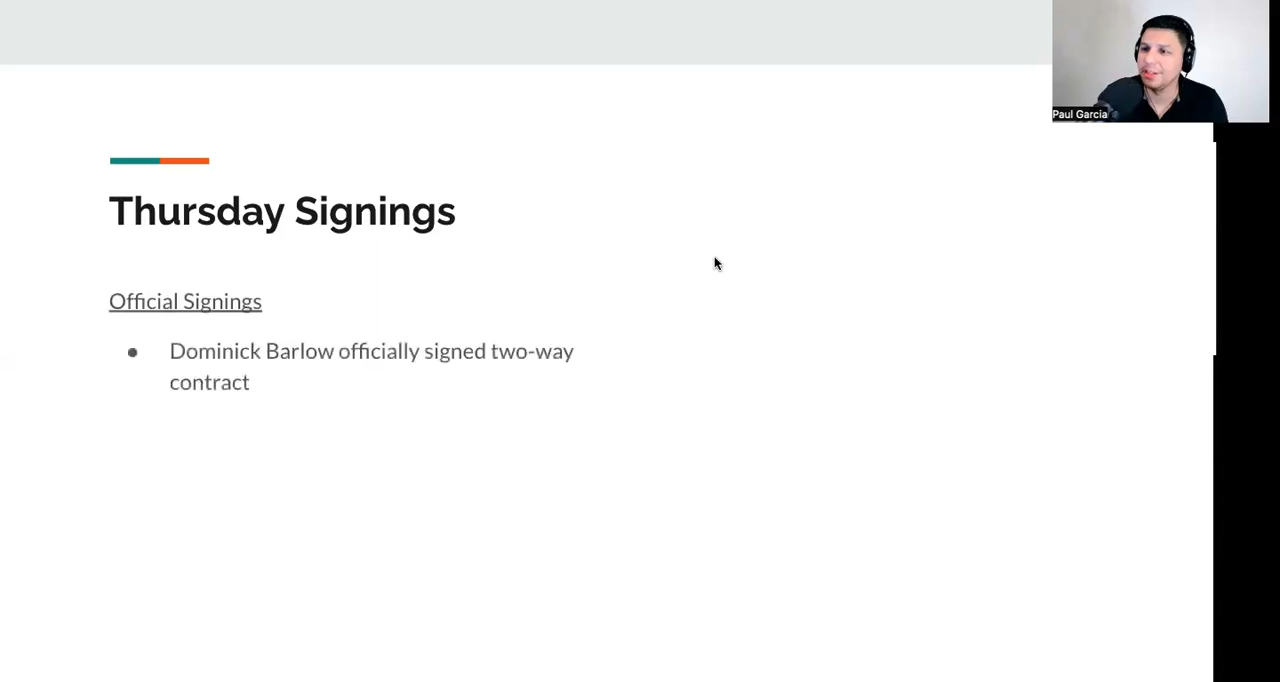 Paul Garcia
Thursday Signings
Official Signings
● Dominick Barlow officially signed two-way
contract